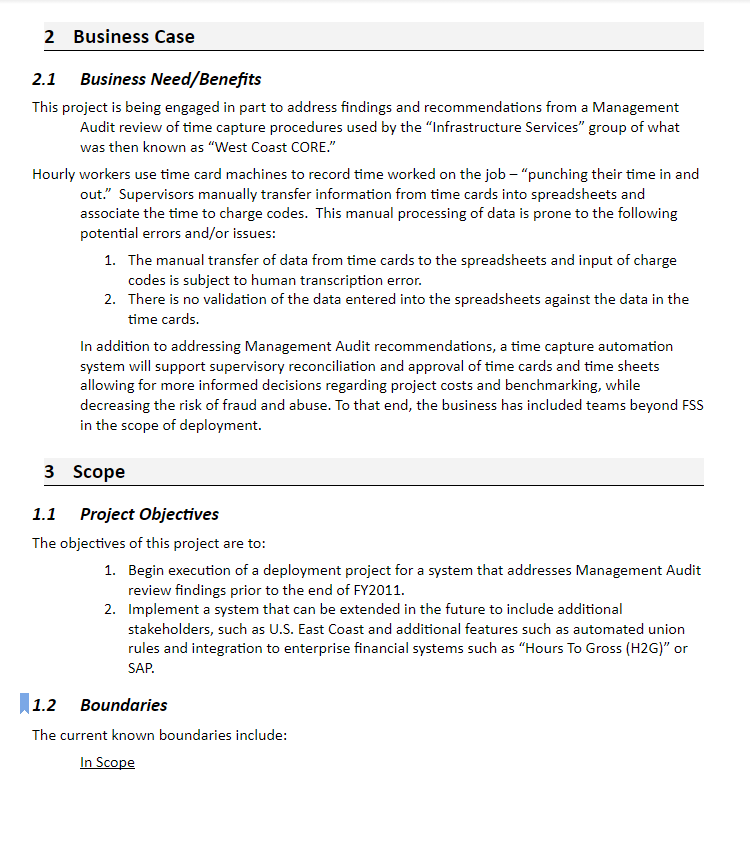 2 Business Case
2.1 Business Need/Benefits
This project is being engaged in part to address findings and recommendations from a Management
Audit review of time capture procedures used by the “Infrastructure Services” group of what
was then known as “West Coast CORE.”
Hourly workers use time card machines to record time worked on the job – “punching their time in and
out.”  Supervisors manually transfer information from time cards into spreadsheets and
associate the time to charge codes.  This manual processing of data is prone to the following
potential errors and/or issues:
1. The manual transfer of data from time cards to the spreadsheets and input of charge
codes is subject to human transcription error.
2. There is no validation of the data entered into the spreadsheets against the data in the
time cards.
In addition to addressing Management Audit recommendations, a time capture automation
system will support supervisory reconciliation and approval of time cards and time sheets
allowing for more informed decisions regarding project costs and benchmarking, while
decreasing the risk of fraud and abuse. To that end, the business has included teams beyond FSS
in the scope of deployment.
3 Scope
1.1 Project Objectives
The objectives of this project are to:
1. Begin execution of a deployment project for a system that addresses Management Audit
review findings prior to the end of FY2011.
2. Implement a system that can be extended in the future to include additional
stakeholders, such as U.S. East Coast and additional features such as automated union
rules and integration to enterprise financial systems such as “Hours To Gross (H2G)” or
SAP.
1.2 Boundaries
The current known boundaries include:
In Scope